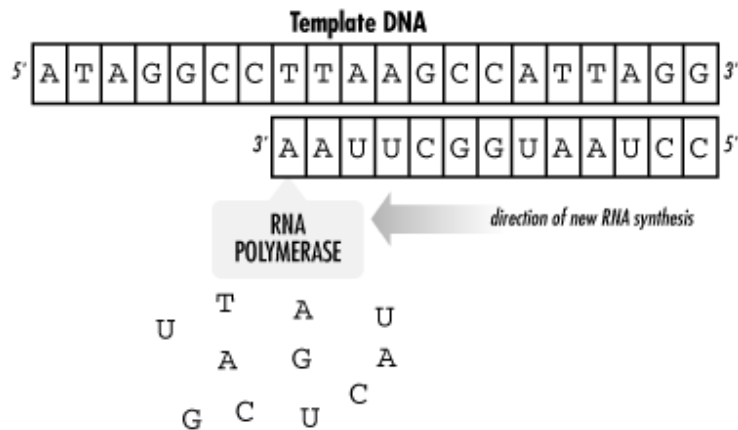 Template DNA
5' A T A G G C C T T A A G C C A T T A G G 3'
3' A A U U C G G U A A U C C 5'
RNA
POLYMERASE
direction of new RNA synthesis
T A U
U
A G A
C
G C U